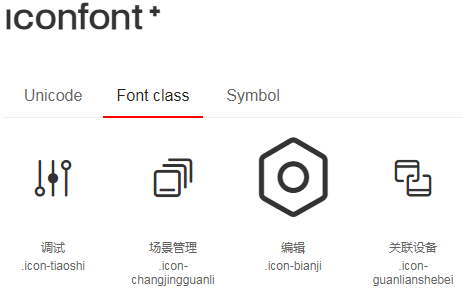 iconfont+
Unicode Font class Symbol
调试 场景管理 编辑 关联设备
.icon-tiaoshi .icon- .icon-bianji .icon-
changjingguanli guanlianshebei